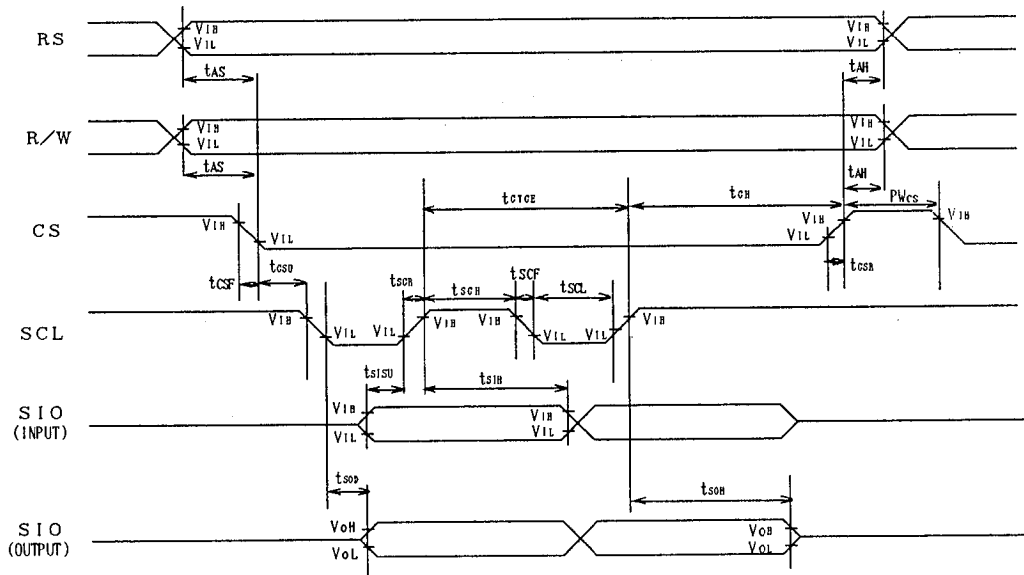 RS VIH VIL VIH VIL
tAS tAH
R/W VIH VIL VIH VIL
tAS tAH
tCYCE tCH PWCS
CS VIH VIL VIL VIH VIH
tCSF tCSU tSCR tSCH tSCF tSCL tCSR
SCL VIH VIL VIL VIH VIH VIL VIL VIH
tSISU tSIH
SIO (INPUT) VIH VIL VIH VIL
tSOD tSOH
SIO (OUTPUT) VOH VOL VOH VOL